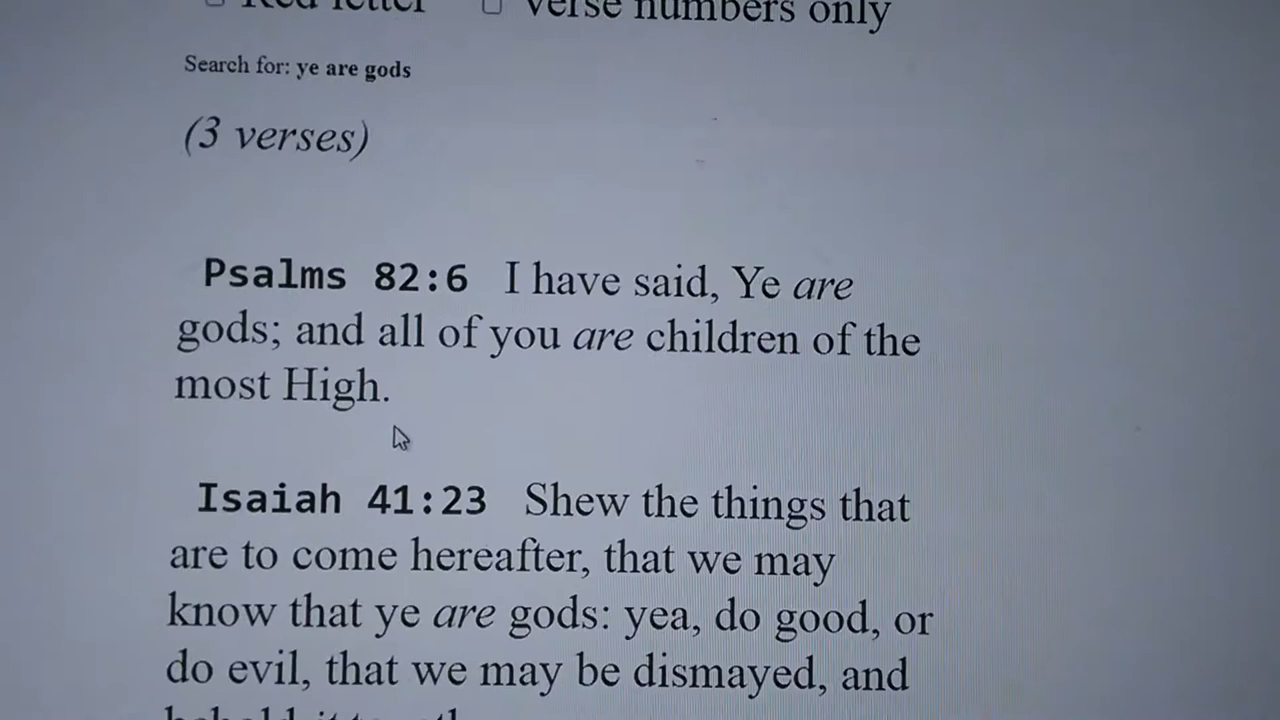 Red letter Verse numbers only
Search for: ye are gods
(3 verses)
Psalms 82:6 I have said, Ye are
gods; and all of you are children of the
most High.
Isaiah 41:23 Shew the things that
are to come hereafter, that we may
know that ye are gods: yea, do good, or
do evil, that we may be dismayed, and